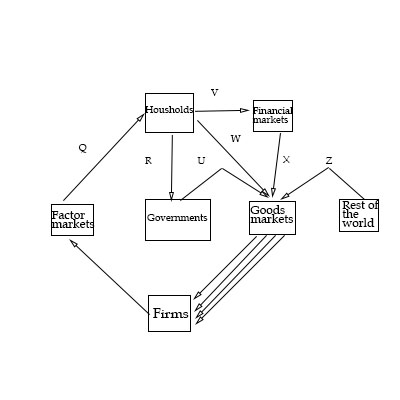 V
Housholds
Financial
markets
W
Q
R
U
X
Z
Factor
markets
Governments
Goods
markets
Rest of
the
world
Firms